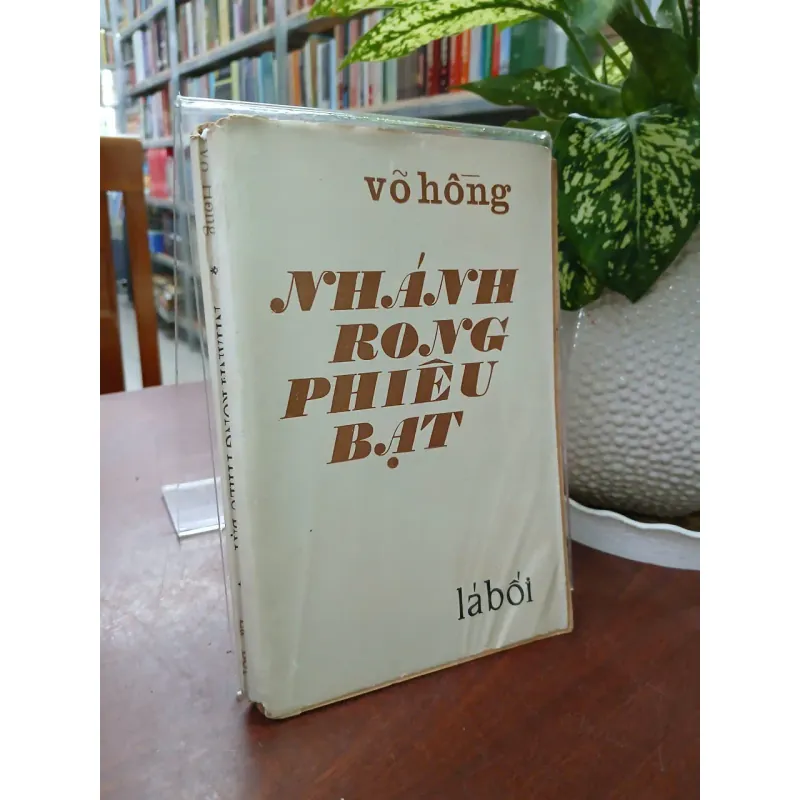 võ hồng
NHÁNH
RONG
PHIÊU
BẠT
lá bối